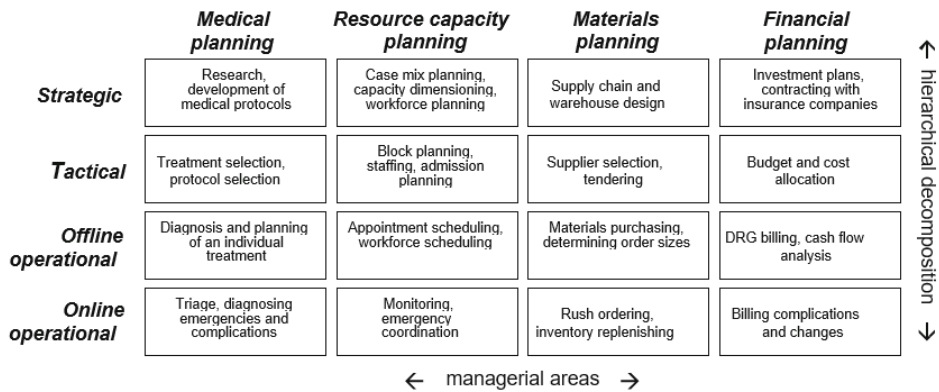 Medical planning
Resource capacity planning
Materials planning
Financial planning
Strategic
Research,
development of
medical protocols
Case mix planning,
capacity dimensioning,
workforce planning
Supply chain and
warehouse design
Investment plans,
contracting with
insurance companies
Tactical
Treatment selection,
protocol selection
Block planning,
staffing, admission
planning
Supplier selection,
tendering
Budget and cost
allocation
Offline
operational
Diagnosis and planning
of an individual
treatment
Appointment scheduling,
workforce scheduling
Materials purchasing,
determining order sizes
DRG billing, cash flow
analysis
Online
operational
Triage, diagnosing
emergencies and
complications
Monitoring,
emergency
coordination
Rush ordering,
inventory replenishing
Billing complications
and changes
← hierarchical decomposition →
← managerial areas →